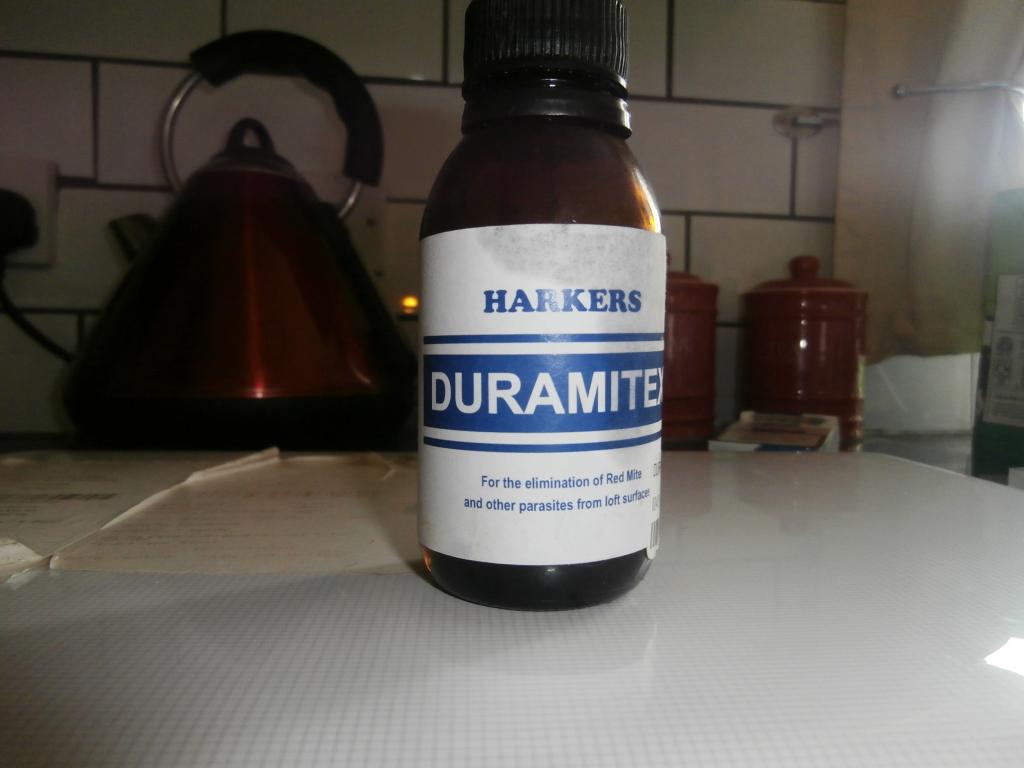 HARKERS
DURAMITEX
For the elimination of Red Mite
and other parasites from loft surfaces